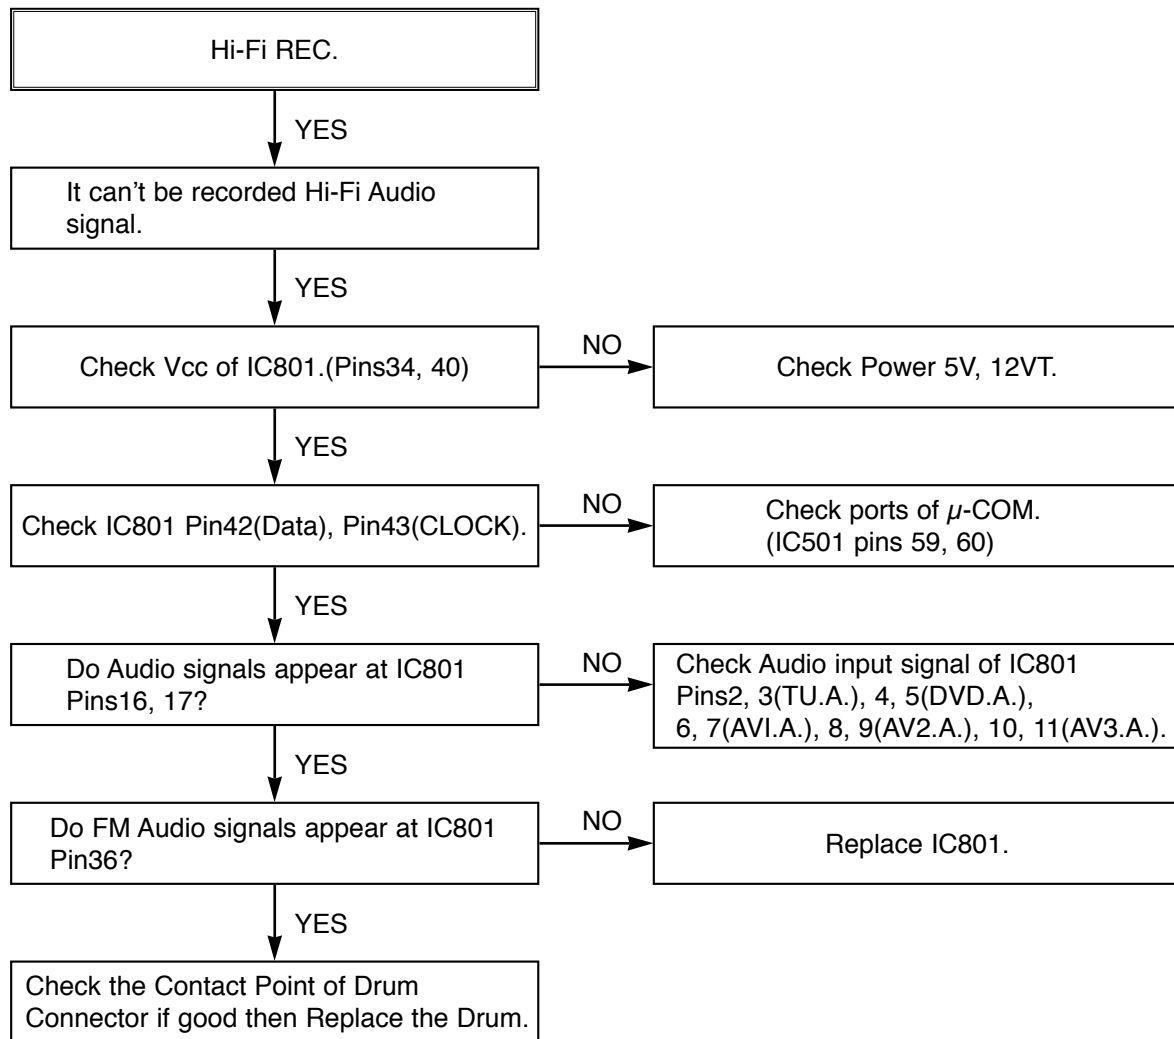 Hi-Fi REC.
YES
It can't be recorded Hi-Fi Audio
signal.
YES
Check Vcc of IC801.(Pins34, 40)
NO
Check Power 5V, 12VT.
YES
Check IC801 Pin42(Data), Pin43(CLOCK).
NO
Check ports of µ-COM.
(IC501 pins 59, 60)
YES
Do Audio signals appear at IC801
Pins16, 17?
NO
Check Audio input signal of IC801
Pins2, 3(TU.A.), 4, 5(DVD.A.),
6, 7(AVI.A.), 8, 9(AV2.A.), 10, 11(AV3.A.).
YES
Do FM Audio signals appear at IC801
Pin36?
NO
Replace IC801.
YES
Check the Contact Point of Drum
Connector if good then Replace the Drum.